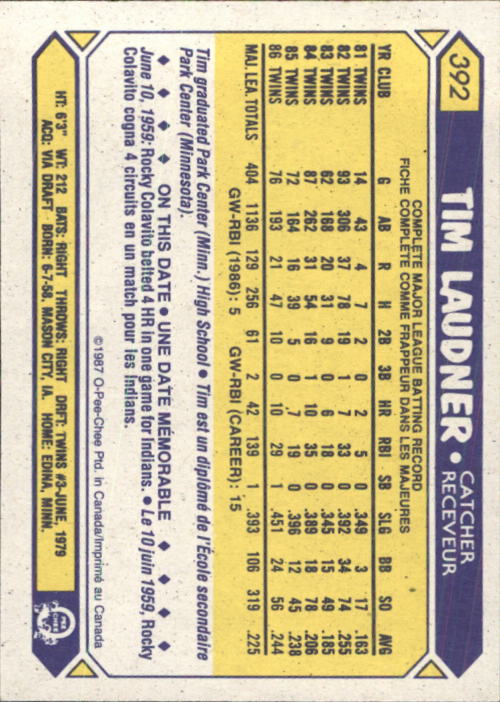 392
TIM LAUDNER • CATCHER
RECEVEUR
COMPLETE MAJOR LEAGUE BATTING RECORD
FICHE COMPLÈTE COMME FRAPPEUR DANS LES MAJEURES
YR CLUB G AB R H 2B 3B HR RBI SB SLG BB SO AVG
81 TWINS 14 43 4 7 2 0 2 5 0 .349 3 17 .163
82 TWINS 93 306 37 78 19 1 7 33 0 .392 34 74 .255
83 TWINS 62 168 20 31 9 0 6 18 0 .345 15 49 .185
84 TWINS 87 262 31 54 16 1 10 35 0 .389 18 78 .206
85 TWINS 72 164 16 39 5 0 7 19 0 .396 12 45 .238
86 TWINS 76 193 21 47 10 0 10 29 1 .451 24 56 .244
MAJ. LEA. TOTALS 404 1136 129 256 61 2 42 139 1 .393 106 319 .225
GW-RBI (1986): 5 GW-RBI (CAREER): 15
Tim graduated Park Center (Minn.) High School • Tim est un diplômé de l'École secondaire
Park Center (Minnesota).
ON THIS DATE • UNE DATE MÉMORABLE
June 10, 1959: Rocky Colavito belted 4 HR in one game for Indians. • Le 10 juin 1959, Rocky
Colavito cogna 4 circuits en un match pour les Indians.
©1987 O-Pee-Chee Ptd. in Canada/Imprimé au Canada
HT: 6'3" WT: 212 BATS: RIGHT THROWS: RIGHT DRFT: TWINS #3-JUNE, 1979
ACQ: VIA DRAFT BORN: 6-7-58, MASON CITY, IA. HOME: EDINA, MINN.
O PEE CHEE